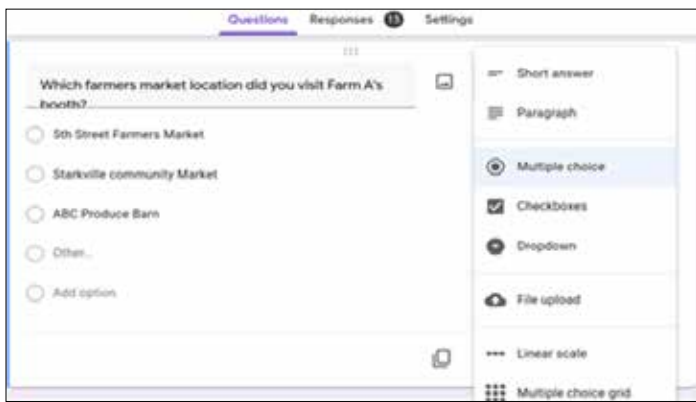 Questions Responses 13 Settings
Which farmers market location did you visit Farm A's
booth?
5th Street Farmers Market
Starkville community Market
ABC Produce Barn
Other...
Add option
Short answer
Paragraph
Multiple choice
Checkboxes
Dropdown
File upload
Linear scale
Multiple choice grid